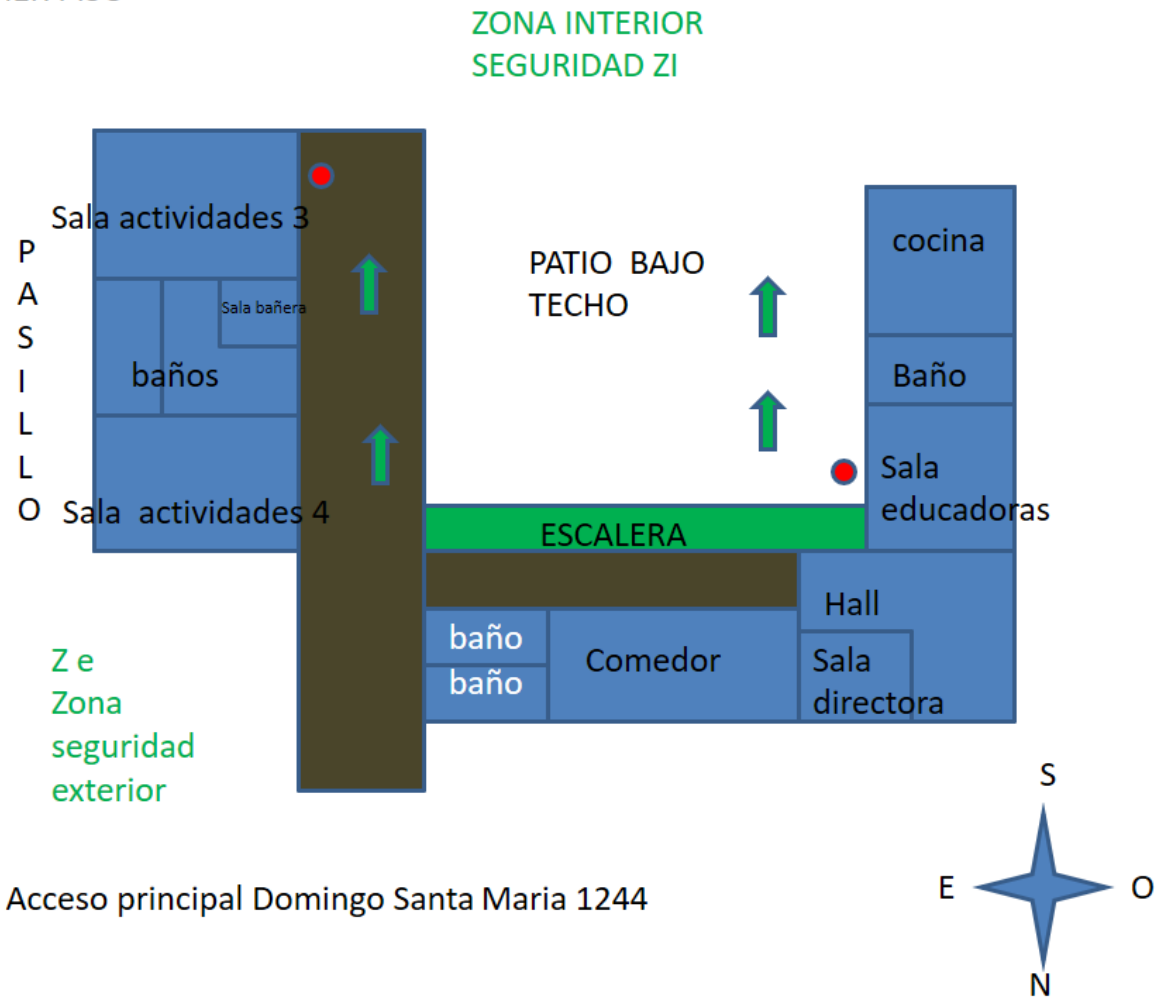 ZONA INTERIOR
SEGURIDAD ZI
Sala actividades 3
cocina
PATIO BAJO
TECHO
P
A
S
I
L
L
O
Sala bañera
baños
Baño
Sala
educadoras
Sala actividades 4
ESCALERA
Hall
baño
baño
Comedor
Sala
directora
Z e
Zona
seguridad
exterior
S
E
O
N
Acceso principal Domingo Santa Maria 1244